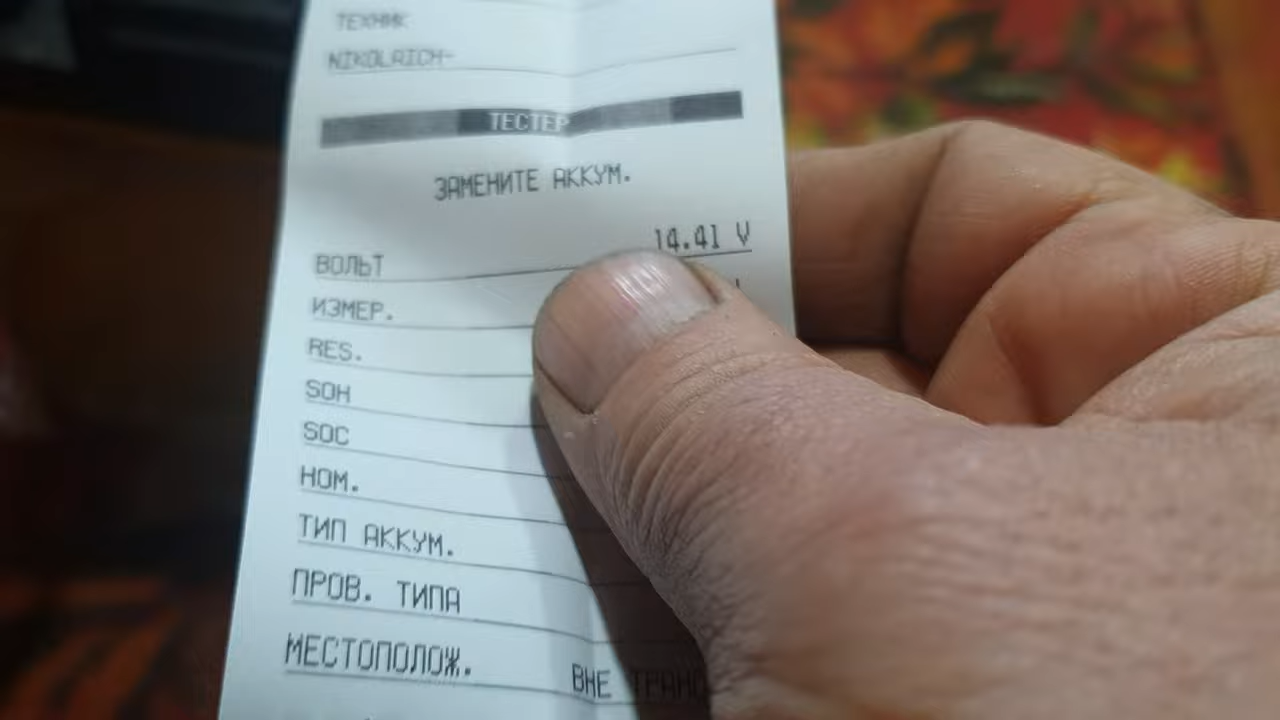 ТЕХНИК
NIKOLAICH-
ТЕСТЕР
ЗАМЕНИТЕ АККУМ.
ВОЛЬТ 14.41 V
ИЗМЕР.
RES.
SOH
SOC
НОМ.
ТИП АККУМ.
ПРОВ. ТИПА
МЕСТОПОЛОЖ. ВНЕ